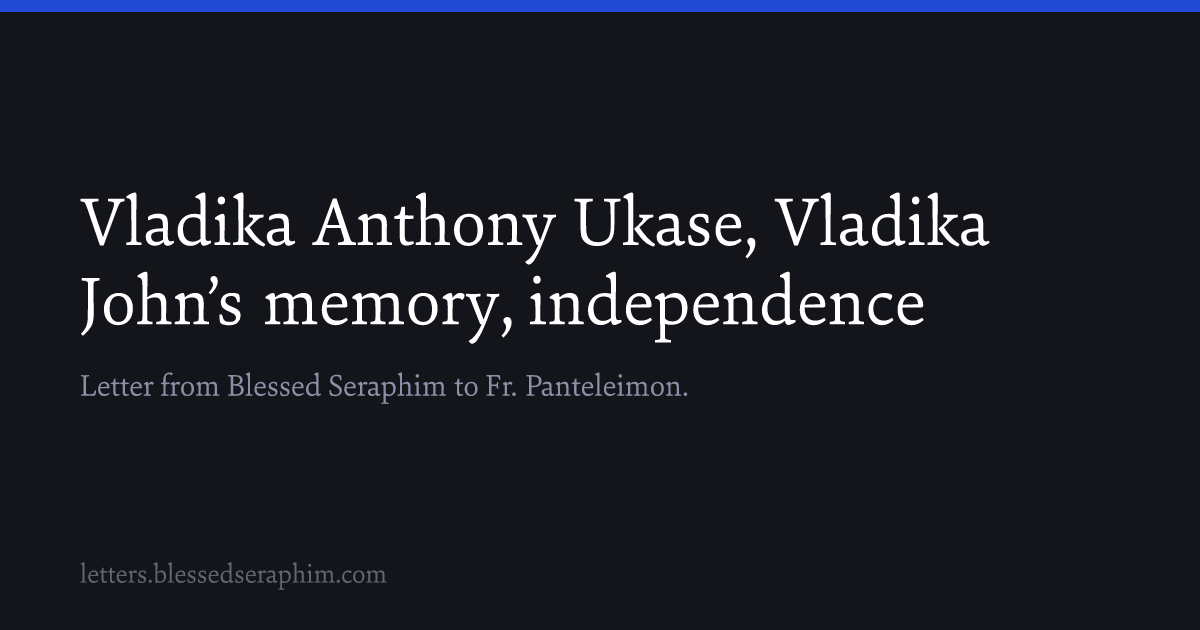 Vladika Anthony Ukase, Vladika
John’s memory, independence
Letter from Blessed Seraphim to Fr. Panteleimon.
letters.blessedseraphim.com